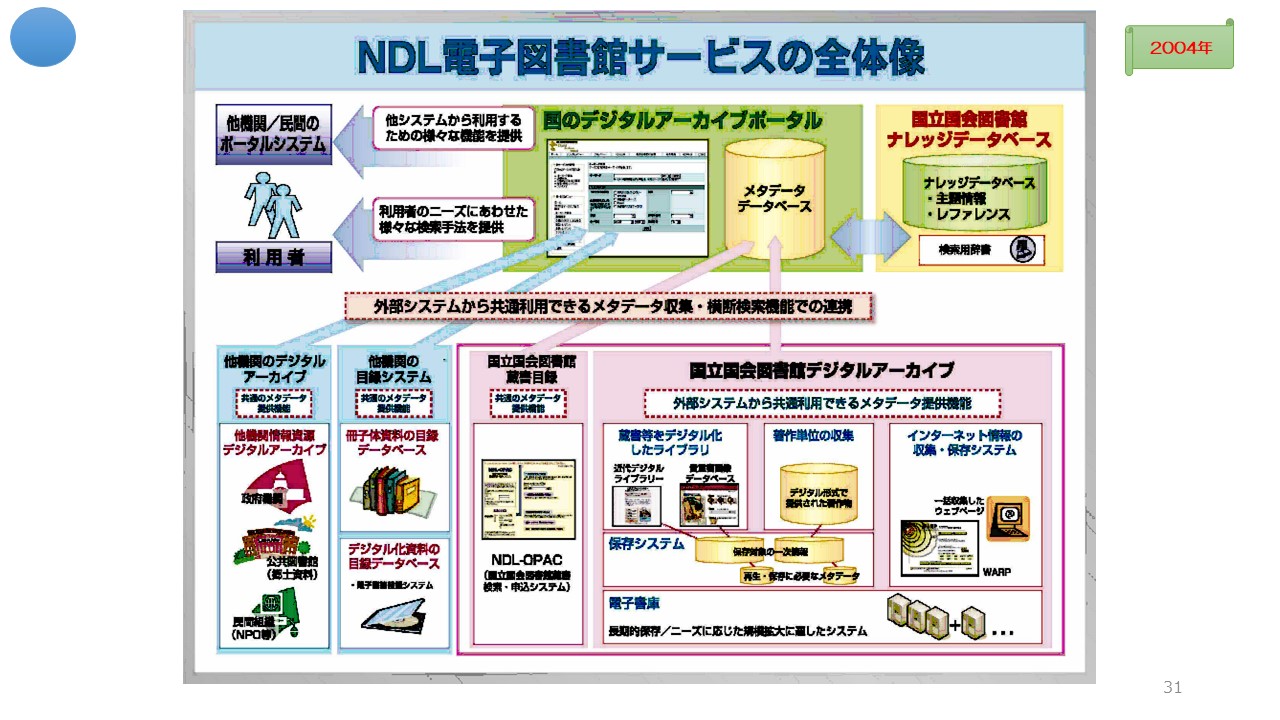 NDL電子図書館サービスの全体像
2004年
他機関／民間の
ポータルシステム
他システムから利用する
ための様々な機能を提供
利用者のニーズにあわせた
様々な検索手法を提供
利用者
国のデジタルアーカイブポータル
メタデータ
データベース
国立国会図書館
ナレッジデータベース
ナレッジデータベース
・主題情報
・レファレンス
検索用辞書
外部システムから共通利用できるメタデータ収集・横断検索機能での連携
他機関のデジタル
アーカイブ
共通のメタデータ
提供機能
他機関情報資源
デジタルアーカイブ
政府機関
公共図書館
（郷土資料）
民間組織
（NPO等）
他機関の
目録システム
共通のメタデータ
提供機能
冊子体資料の目録
データベース
デジタル化資料の
目録データベース
国立国会図書館
蔵書目録
共通のメタデータ
提供機能
NDL-OPAC
NDL-OPAC
（国立国会図書館蔵書
検索・申込システム）
国立国会図書館デジタルアーカイブ
外部システムから共通利用できるメタデータ提供機能
蔵書等をデジタル化
したライブラリ
近代デジタル
ライブラリー
貴重書画像
データベース
著作単位の収集
デジタル形式で
提供された著作物
インターネット情報の
収集・保存システム
一括収集した
ウェブページ
WARP
保存システム
保存対象の一次情報
再生・保存に必要なメタデータ
電子書庫
長期的保存／ニーズに応じた規模拡大に適したシステム
+ ...
31